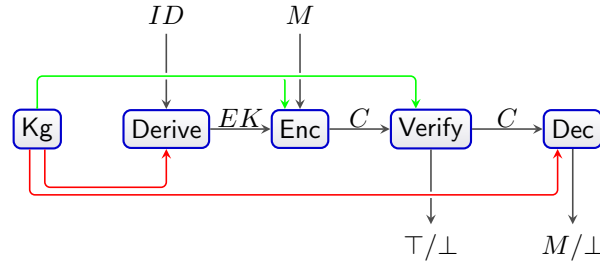 ID M
Kg Derive EK Enc C Verify C Dec
⊤/⊥ M/⊥